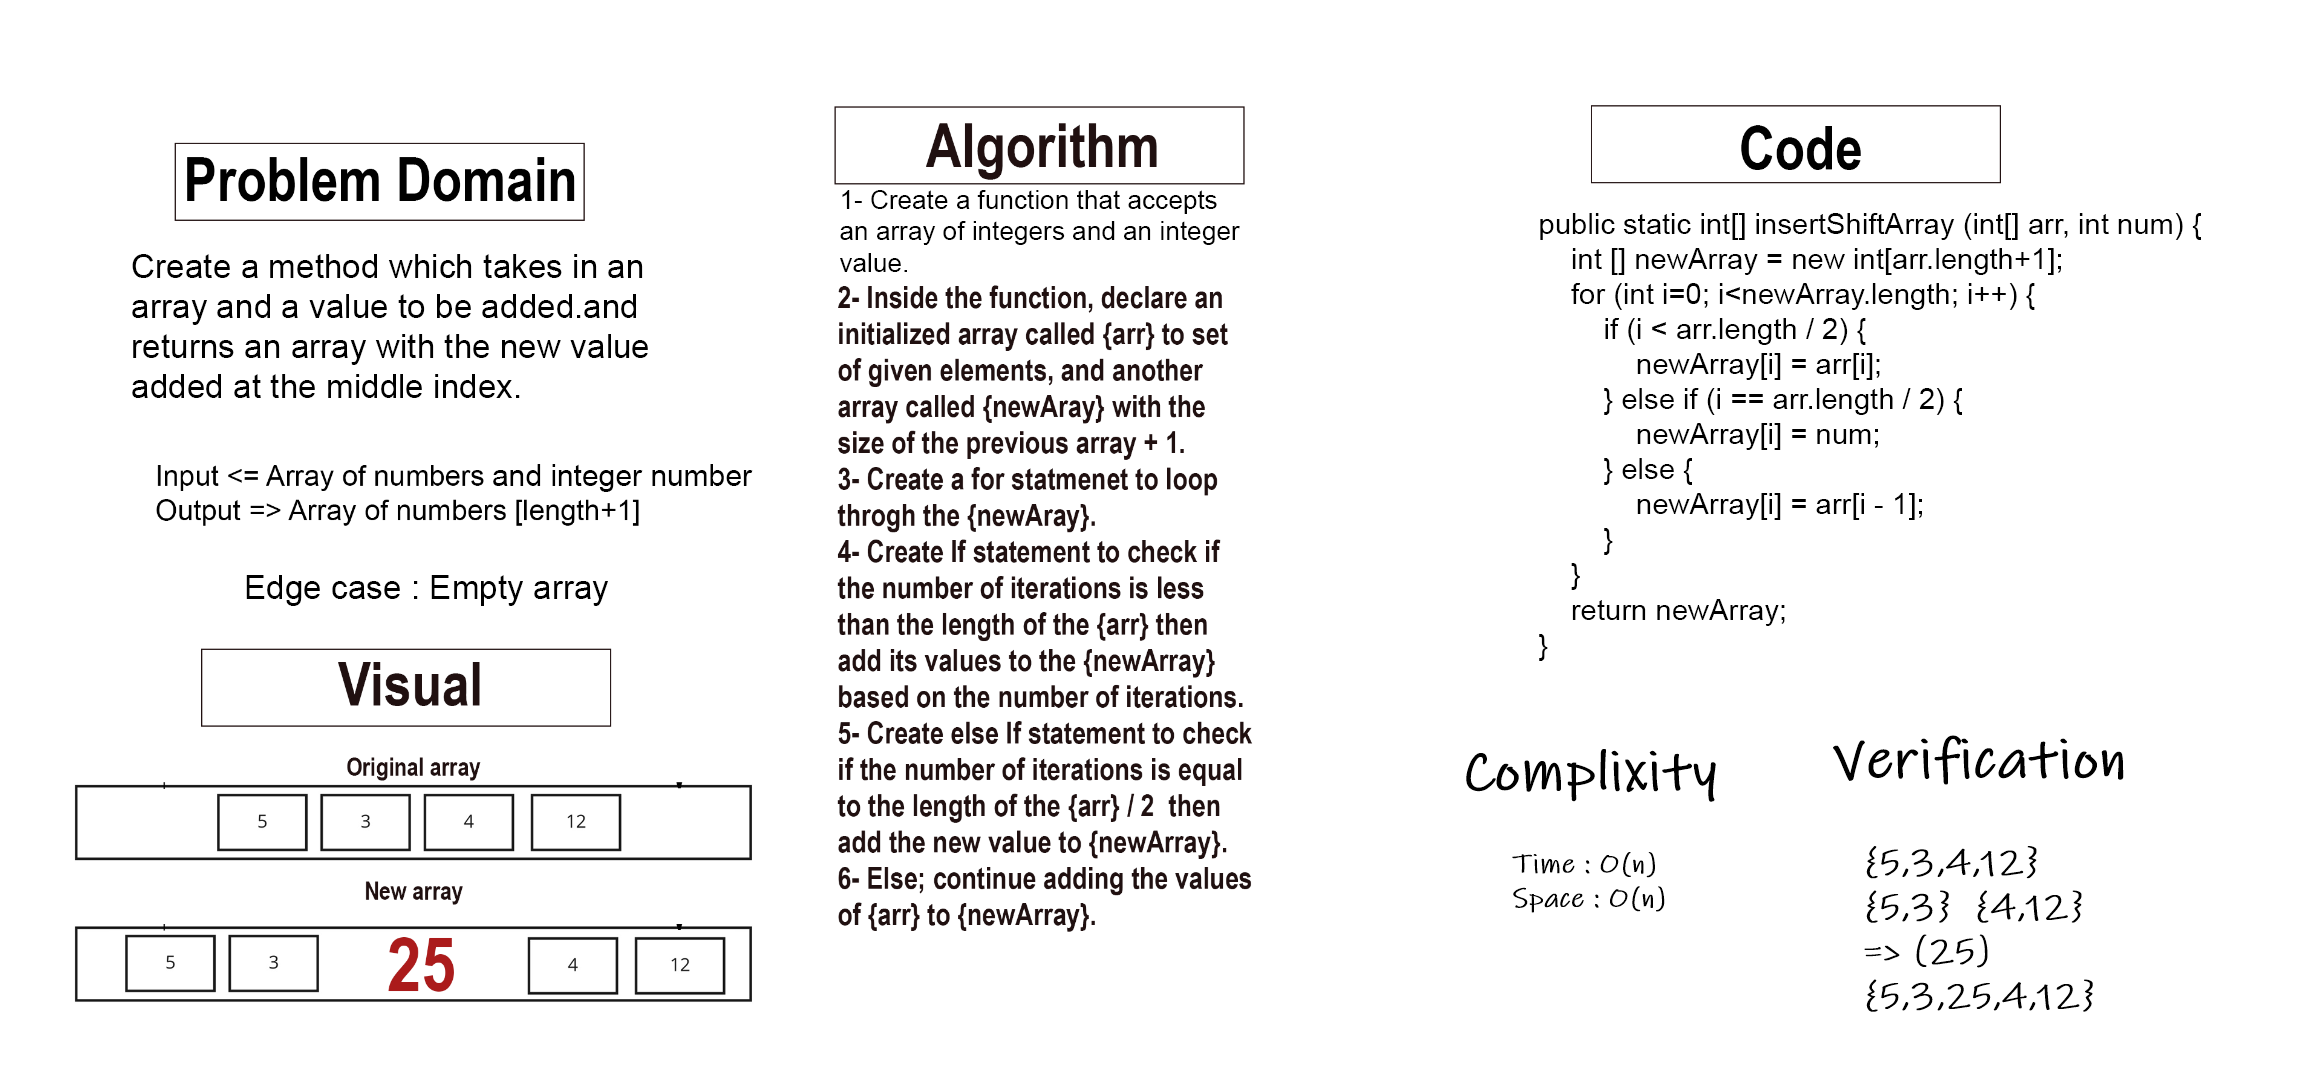 Problem Domain
Create a method which takes in an
array and a value to be added.and
returns an array with the new value
added at the middle index.
Input <= Array of numbers and integer number
Output => Array of numbers [length+1]
Edge case : Empty array
Visual
Original array
5 3 4 12
New array
5 3 25 4 12
Algorithm
1- Create a function that accepts
an array of integers and an integer
value.
2- Inside the function, declare an
initialized array called {arr} to set
of given elements, and another
array called {newAray} with the
size of the previous array + 1.
3- Create a for statmenet to loop
throgh the {newAray}.
4- Create If statement to check if
the number of iterations is less
than the length of the {arr} then
add its values to the {newArray}
based on the number of iterations.
5- Create else If statement to check
if the number of iterations is equal
to the length of the {arr} / 2  then
add the new value to {newArray}.
6- Else; continue adding the values
of {arr} to {newArray}.
Code
public static int[] insertShiftArray (int[] arr, int num) {
int [] newArray = new int[arr.length+1];
for (int i=0; i<newArray.length; i++) {
if (i < arr.length / 2) {
newArray[i] = arr[i];
} else if (i == arr.length / 2) {
newArray[i] = num;
} else {
newArray[i] = arr[i - 1];
}
}
return newArray;
}
Complixity
Time : O(n)
Space : O(n)
Verification
{5,3,4,12}
{5,3} {4,12}
=> (25)
{5,3,25,4,12}